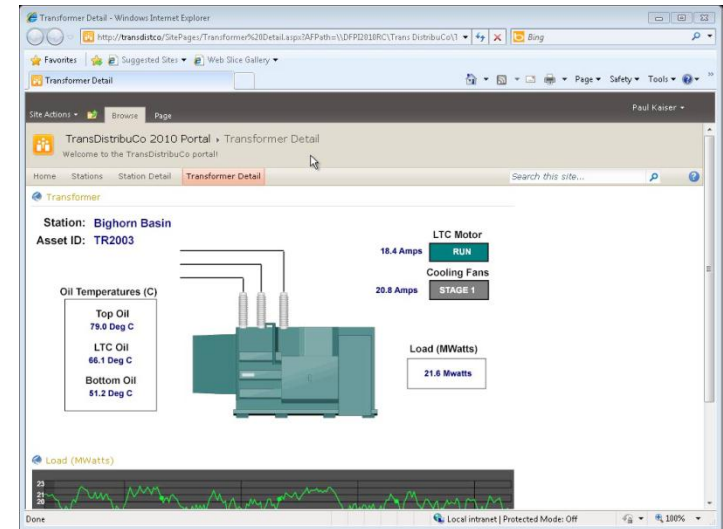 Transformer Detail - Windows Internet Explorer
http://transdistco/SitePages/Transformer%20Detail.aspx?AFPath=\\DFPI2010RC\Trans DistribuCo\T
Bing
Favorites
Suggested Sites
Web Slice Gallery
Transformer Detail
Page
Safety
Tools
Site Actions
Browse
Page
Paul Kaiser
TransDistribuCo 2010 Portal
Transformer Detail
Welcome to the TransDistribuCo portal!
Home
Stations
Station Detail
Transformer Detail
Search this site...
Transformer
Station: Bighorn Basin
Asset ID: TR2003
LTC Motor
18.4 Amps
RUN
Cooling Fans
20.8 Amps
STAGE 1
Oil Temperatures (C)
Top Oil
79.0 Deg C
LTC Oil
66.1 Deg C
Bottom Oil
51.2 Deg C
Load (MWatts)
21.6 Mwatts
Load (MWatts)
23
21
20
Done
Local intranet | Protected Mode: Off
100%